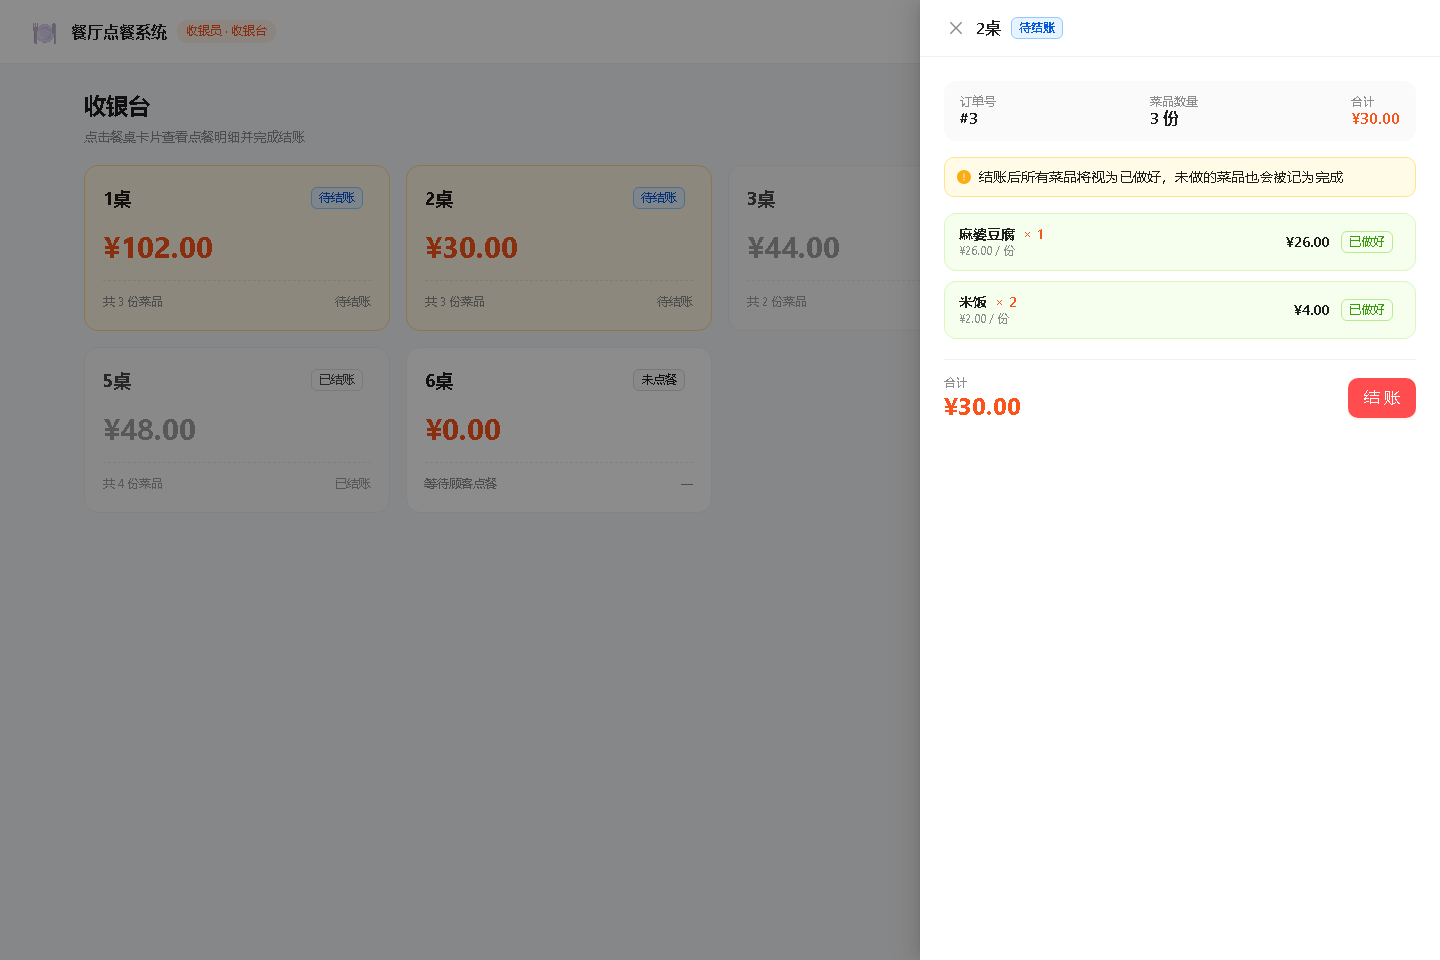 餐厅点餐系统 收银员 · 收银台
收银台
点击餐桌卡片查看点餐明细并完成结账
1桌 待结账
¥102.00
共 3 份菜品 待结账
2桌 待结账
¥30.00
共 3 份菜品 待结账
3桌
¥44.00
共 2 份菜品
5桌 已结账
¥48.00
共 4 份菜品 已结账
6桌 未点餐
¥0.00
等待顾客点餐 —
2桌 待结账
订单号 菜品数量 合计
#3 3 份 ¥30.00
结账后所有菜品将视为已做好，未做的菜品也会被记为完成
麻婆豆腐 × 1 ¥26.00 已做好
¥26.00 / 份
米饭 × 2 ¥4.00 已做好
¥2.00 / 份
合计
¥30.00 结 账